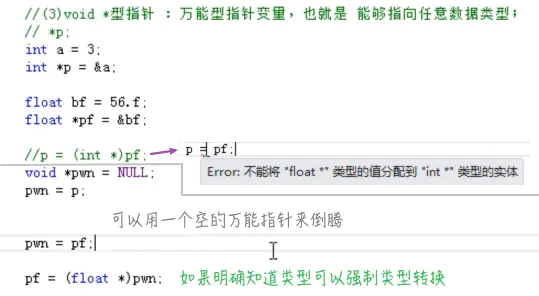 //(3)void *型指针 : 万能型指针变量,也就是 能够指向任意数据类型;
// *p;
int a = 3;
int *p = &a;
float bf = 56.f;
float *pf = &bf;
//p = (int *)pf;
p = pf;
Error: 不能将 "float *" 类型的值分配到 "int *" 类型的实体
void *pwn = NULL;
pwn = p;
可以用一个空的万能指针来倒腾
pwn = pf;
pf = (float *)pwn;
如果明确知道类型可以强制类型转换